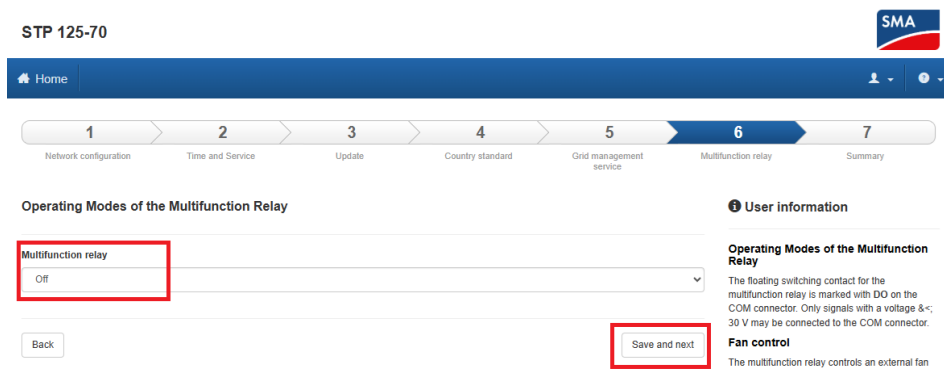 STP 125-70
SMA
Home
1
2
3
4
5
6
7
Network configuration
Time and Service
Update
Country standard
Grid management
service
Multifunction relay
Summary
Operating Modes of the Multifunction Relay
Multifunction relay
Off
Back
Save and next
User information
Operating Modes of the Multifunction
Relay
The floating switching contact for the
multifunction relay is marked with DO on the
COM connector. Only signals with a voltage &<;
30 V may be connected to the COM connector.
Fan control
The multifunction relay controls an external fan